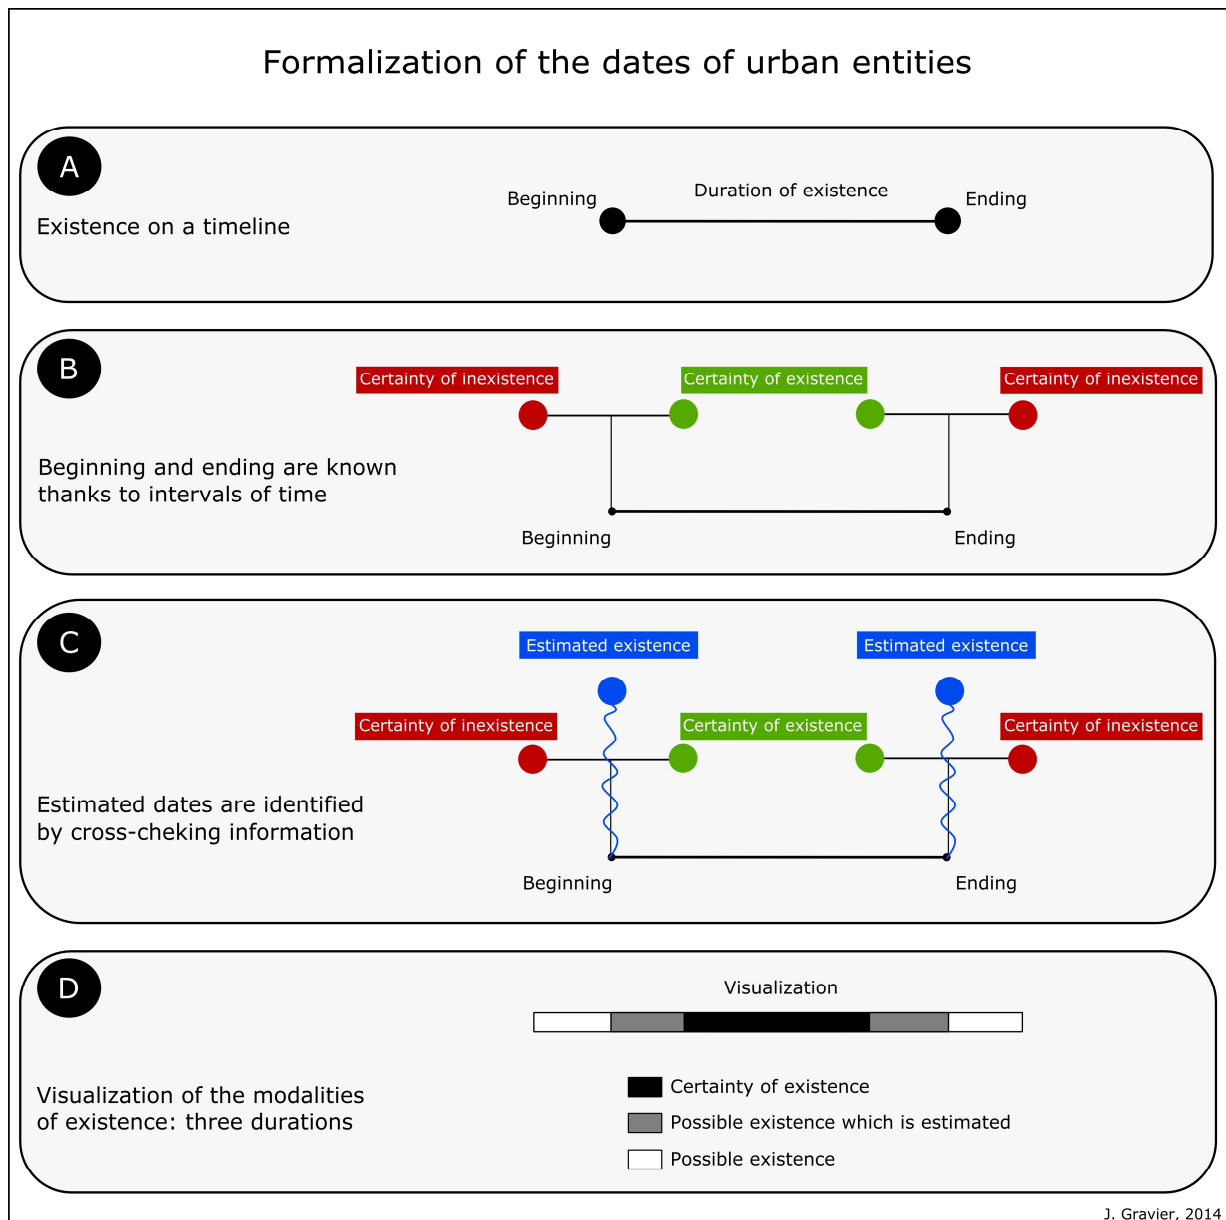 Formalization of the dates of urban entities
A
Beginning
Duration of existence
Ending
Existence on a timeline
B
Certainty of inexistence
Certainty of existence
Certainty of inexistence
Beginning and ending are known
thanks to intervals of time
Beginning
Ending
C
Estimated existence
Estimated existence
Certainty of inexistence
Certainty of existence
Certainty of inexistence
Estimated dates are identified
by cross-cheking information
Beginning
Ending
D
Visualization
Visualization of the modalities
of existence: three durations
Certainty of existence
Possible existence which is estimated
Possible existence
J. Gravier, 2014